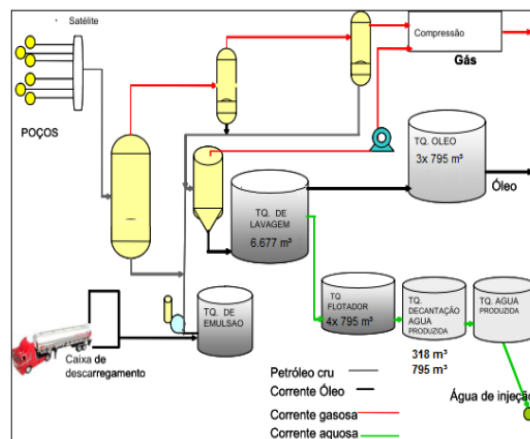 Satélite
POÇOS
Compressão
Gás
TQ. OLEO
3x 795 m³
Óleo
TQ. DE
LAVAGEM
6.677 m³
TQ. DE
EMULSAO
TQ
FLOTADOR
4x 795 m³
TQ.
DECANTAÇÃO
AGUA
PRODUZIDA
318 m³
795 m³
TQ. AGUA
PRODUZIDA
Caixa de
descarregamento
Petróleo cru
Corrente Óleo
Corrente gasosa
Corrente aquosa
Água de injeção